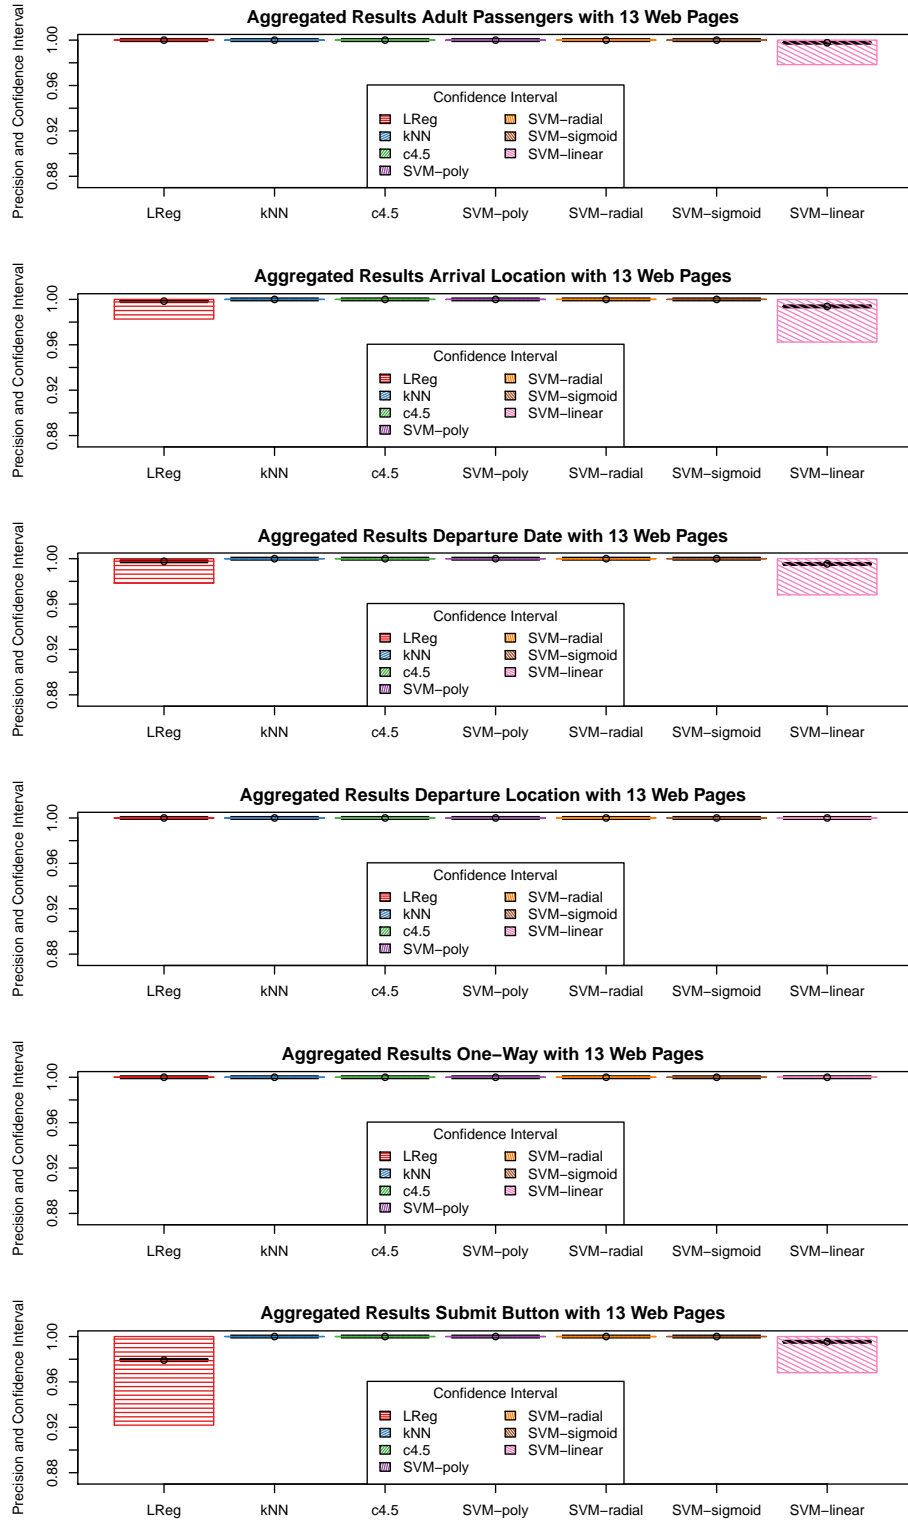 Aggregated Results Adult Passengers with 13 Web Pages
Precision and Confidence Interval
1.00
0.96
0.92
0.88
Confidence Interval
LReg SVM−radial
kNN SVM−sigmoid
c4.5 SVM−linear
SVM−poly
LReg kNN c4.5 SVM−poly SVM−radial SVM−sigmoid SVM−linear
Aggregated Results Arrival Location with 13 Web Pages
Precision and Confidence Interval
1.00
0.96
0.92
0.88
Confidence Interval
LReg SVM−radial
kNN SVM−sigmoid
c4.5 SVM−linear
SVM−poly
LReg kNN c4.5 SVM−poly SVM−radial SVM−sigmoid SVM−linear
Aggregated Results Departure Date with 13 Web Pages
Precision and Confidence Interval
1.00
0.96
0.92
0.88
Confidence Interval
LReg SVM−radial
kNN SVM−sigmoid
c4.5 SVM−linear
SVM−poly
LReg kNN c4.5 SVM−poly SVM−radial SVM−sigmoid SVM−linear
Aggregated Results Departure Location with 13 Web Pages
Precision and Confidence Interval
1.00
0.96
0.92
0.88
Confidence Interval
LReg SVM−radial
kNN SVM−sigmoid
c4.5 SVM−linear
SVM−poly
LReg kNN c4.5 SVM−poly SVM−radial SVM−sigmoid SVM−linear
Aggregated Results One−Way with 13 Web Pages
Precision and Confidence Interval
1.00
0.96
0.92
0.88
Confidence Interval
LReg SVM−radial
kNN SVM−sigmoid
c4.5 SVM−linear
SVM−poly
LReg kNN c4.5 SVM−poly SVM−radial SVM−sigmoid SVM−linear
Aggregated Results Submit Button with 13 Web Pages
Precision and Confidence Interval
1.00
0.96
0.92
0.88
Confidence Interval
LReg SVM−radial
kNN SVM−sigmoid
c4.5 SVM−linear
SVM−poly
LReg kNN c4.5 SVM−poly SVM−radial SVM−sigmoid SVM−linear